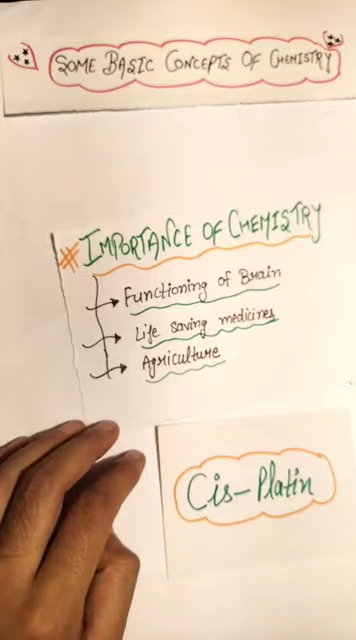 SOME BASIC CONCEPTS OF CHEMISTRY
# IMPORTANCE OF CHEMISTRY
Functioning of Brain
Life saving medicines
Agriculture
Cis-Platin